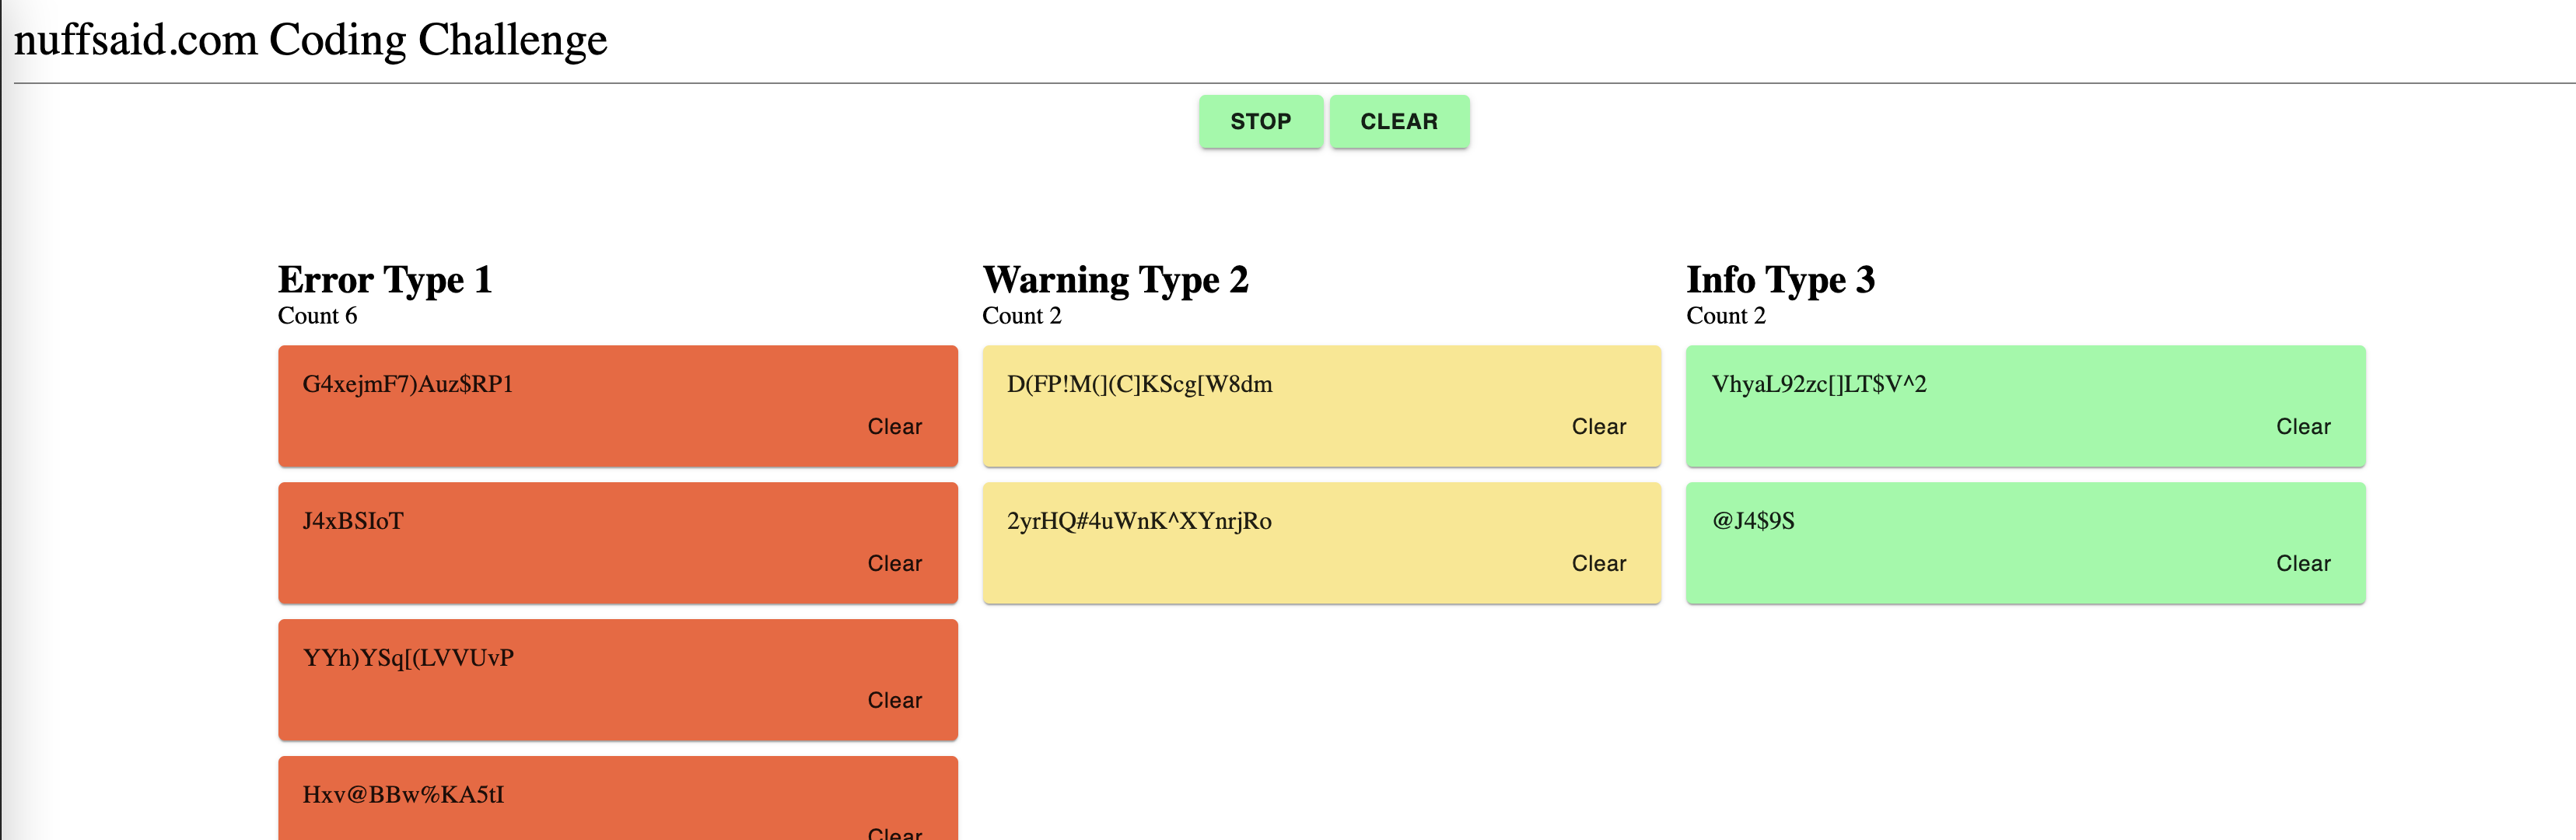 nuffsaid.com Coding Challenge
STOP CLEAR
Error Type 1
Count 6
G4xejmF7)Auz$RP1
Clear
J4xBSIoT
Clear
YYh)YSq[(LVVUvP
Clear
Hxv@BBw%KA5tI
Clear
Warning Type 2
Count 2
D(FP!M(](C]KScg[W8dm
Clear
2yrHQ#4uWnK^XYnrjRo
Clear
Info Type 3
Count 2
VhyaL92zc[]LT$V^2
Clear
@J4$9S
Clear